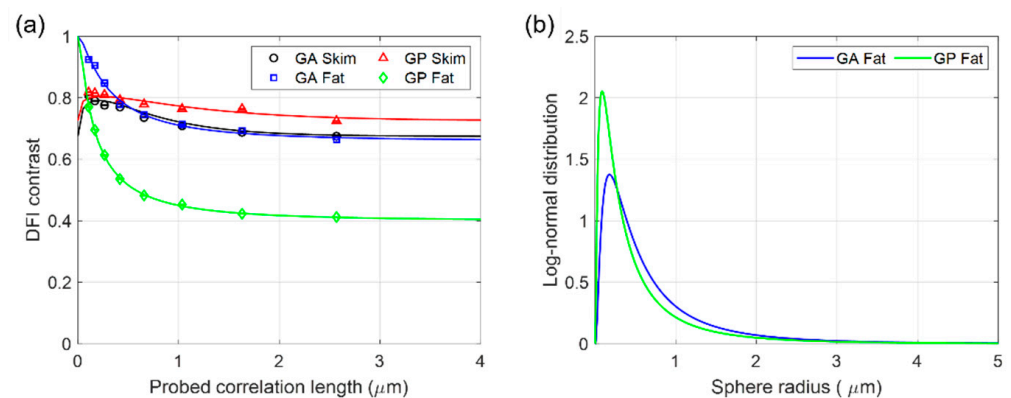 (a)
DFI contrast
1
0.8
0.6
0.4
0.2
0
0 1 2 3 4
Probed correlation length (μm)
GA Skim GP Skim
GA Fat GP Fat
(b)
Log-normal distribution
2.5
2
1.5
1
0.5
0
1 2 3 4 5
Sphere radius ( μm)
GA Fat GP Fat